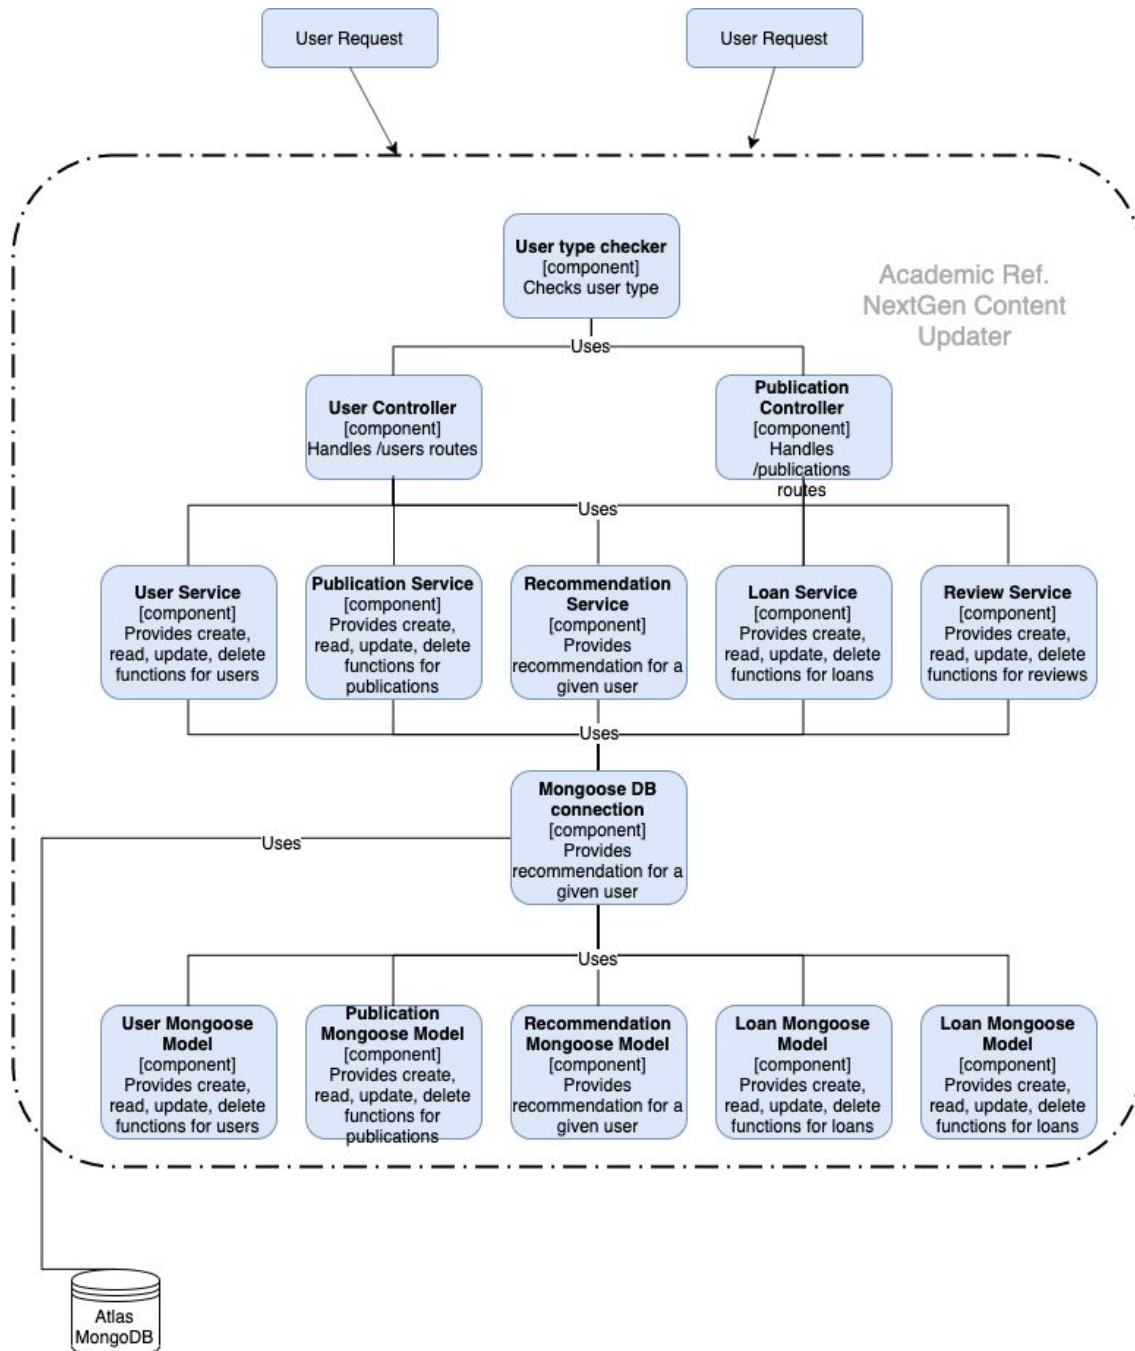 User Request
User Request
User type checker
[component]
Checks user type
Academic Ref.
NextGen Content
Updater
Uses
User Controller
[component]
Handles /users routes
Publication
Controller
[component]
Handles
/publications
routes
Uses
User Service
[component]
Provides create,
read, update, delete
functions for users
Publication Service
[component]
Provides create,
read, update, delete
functions for
publications
Recommendation
Service
[component]
Provides
recommendation for a
given user
Loan Service
[component]
Provides create,
read, update, delete
functions for loans
Review Service
[component]
Provides create,
read, update, delete
functions for reviews
Uses
Mongoose DB
connection
[component]
Provides
recommendation for a
given user
Uses
Uses
User Mongoose
Model
[component]
Provides create,
read, update, delete
functions for users
Publication
Mongoose Model
[component]
Provides create,
read, update, delete
functions for
publications
Recommendation
Mongoose Model
[component]
Provides
recommendation for a
given user
Loan Mongoose
Model
[component]
Provides create,
read, update, delete
functions for loans
Loan Mongoose
Model
[component]
Provides create,
read, update, delete
functions for loans
Atlas
MongoDB